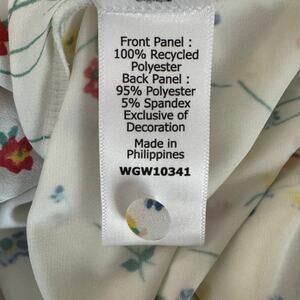 Front Panel :
100% Recycled
Polyester
Back Panel :
95% Polyester
5% Spandex
Exclusive of
Decoration
Made in
Philippines
WGW10341